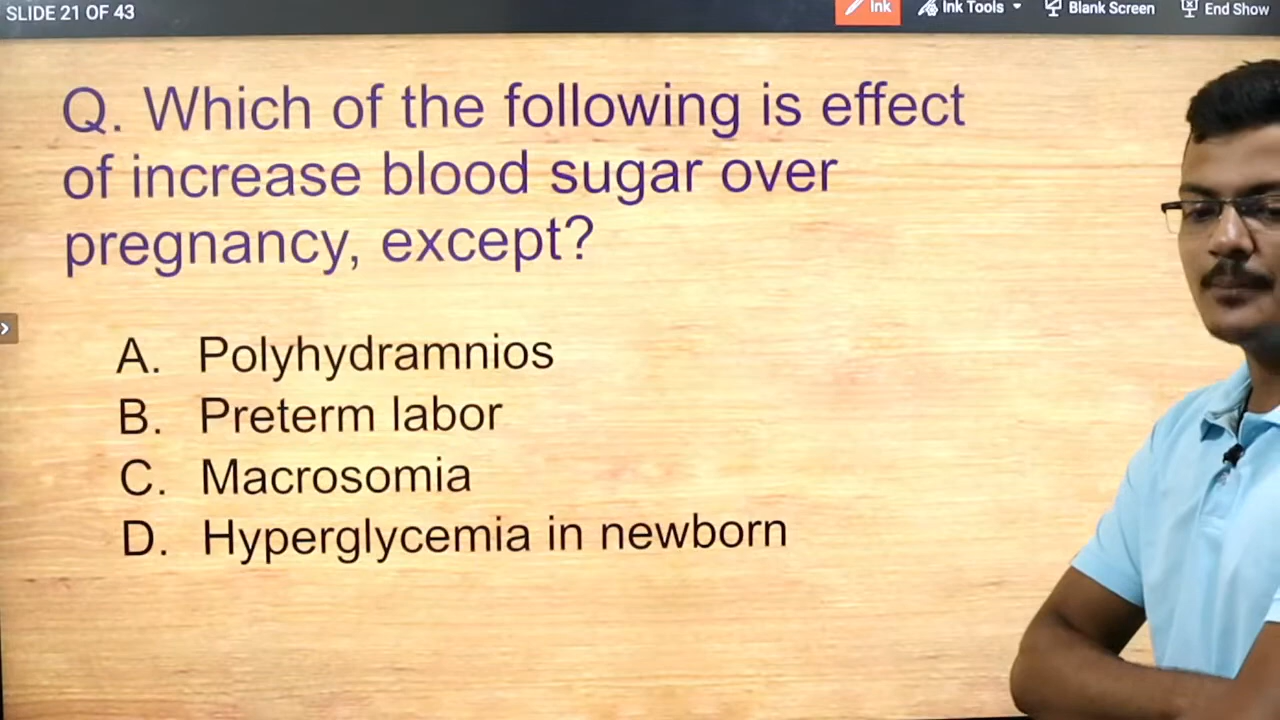 SLIDE 21 OF 43
Ink
Ink Tools
Blank Screen
End Show
Q. Which of the following is effect
of increase blood sugar over
pregnancy, except?
A. Polyhydramnios
B. Preterm labor
C. Macrosomia
D. Hyperglycemia in newborn